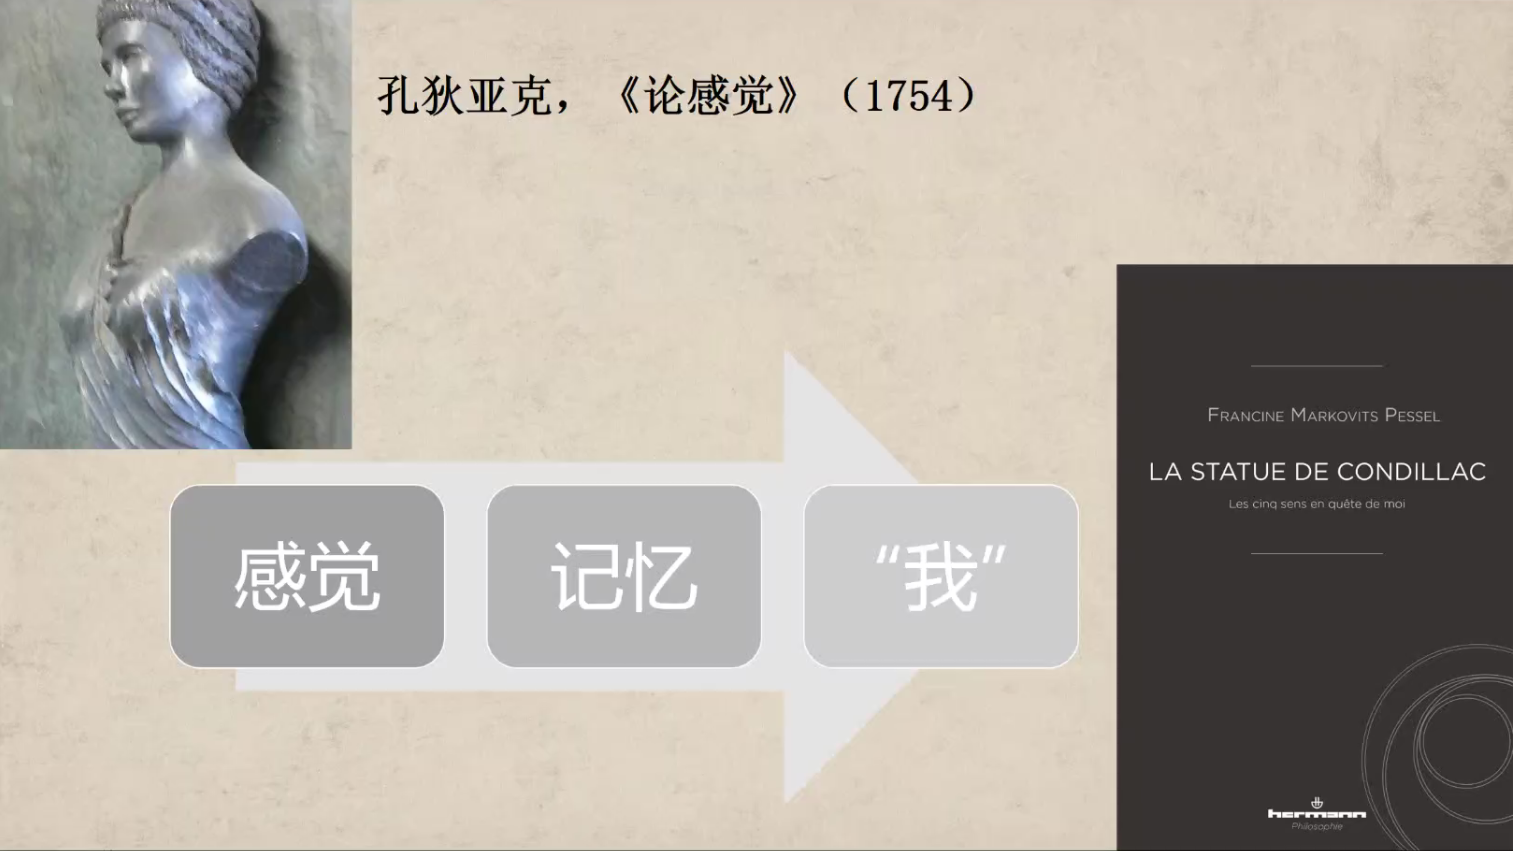 孔狄亚克，《论感觉》（1754）
感觉
记忆
“我”
FRANCINE MARKOVITS PESSEL
LA STATUE DE CONDILLAC
Les cinq sens en quête de moi
hermann
Philosophie